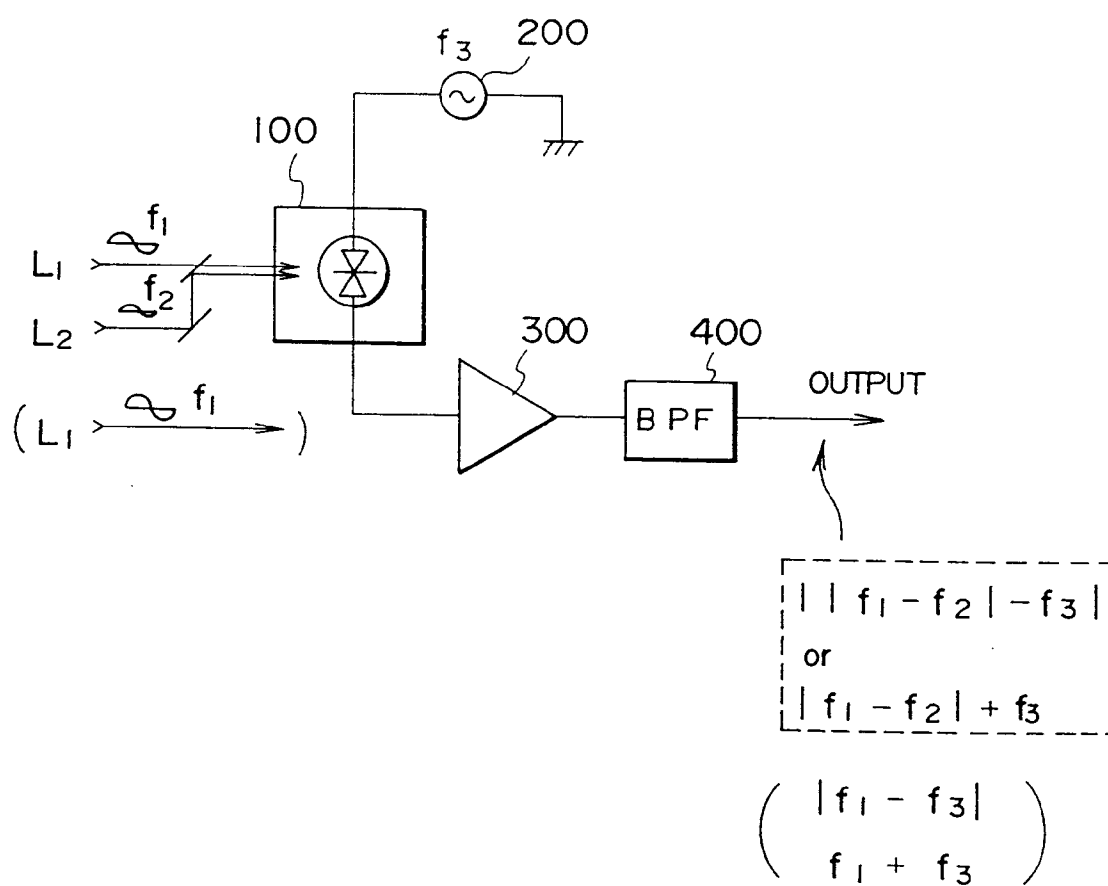 f3 200
100
L1 f1
L2 f2
(L1 f1)
300
400
BPF
OUTPUT
| | f1 - f2 | - f3 |
or
| f1 - f2 | + f3
( | f1 - f3 |
f1 + f3 )